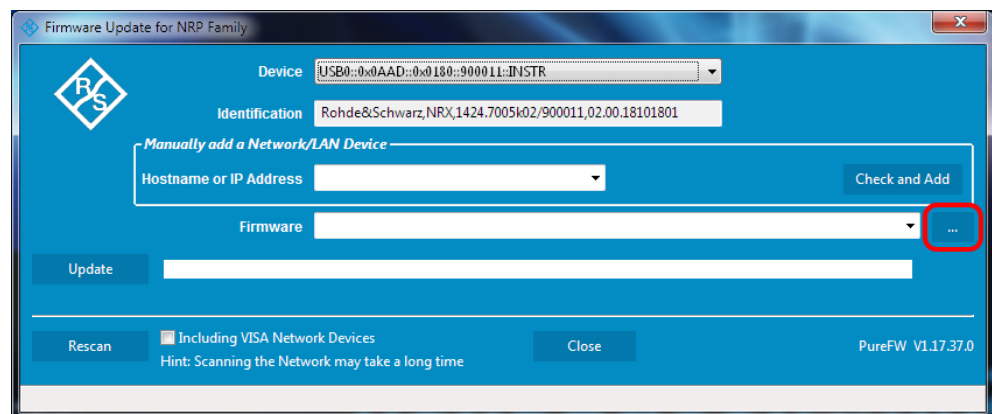 Firmware Update for NRP Family
X
R
S
Device USB0::0x0AAD::0x0180::900011::INSTR
Identification Rohde&Schwarz,NRX,1424.7005k02/900011,02.00.18101801
Manually add a Network/LAN Device
Hostname or IP Address Check and Add
Firmware ...
Update
Rescan Including VISA Network Devices Close PureFW V1.17.37.0
Hint: Scanning the Network may take a long time